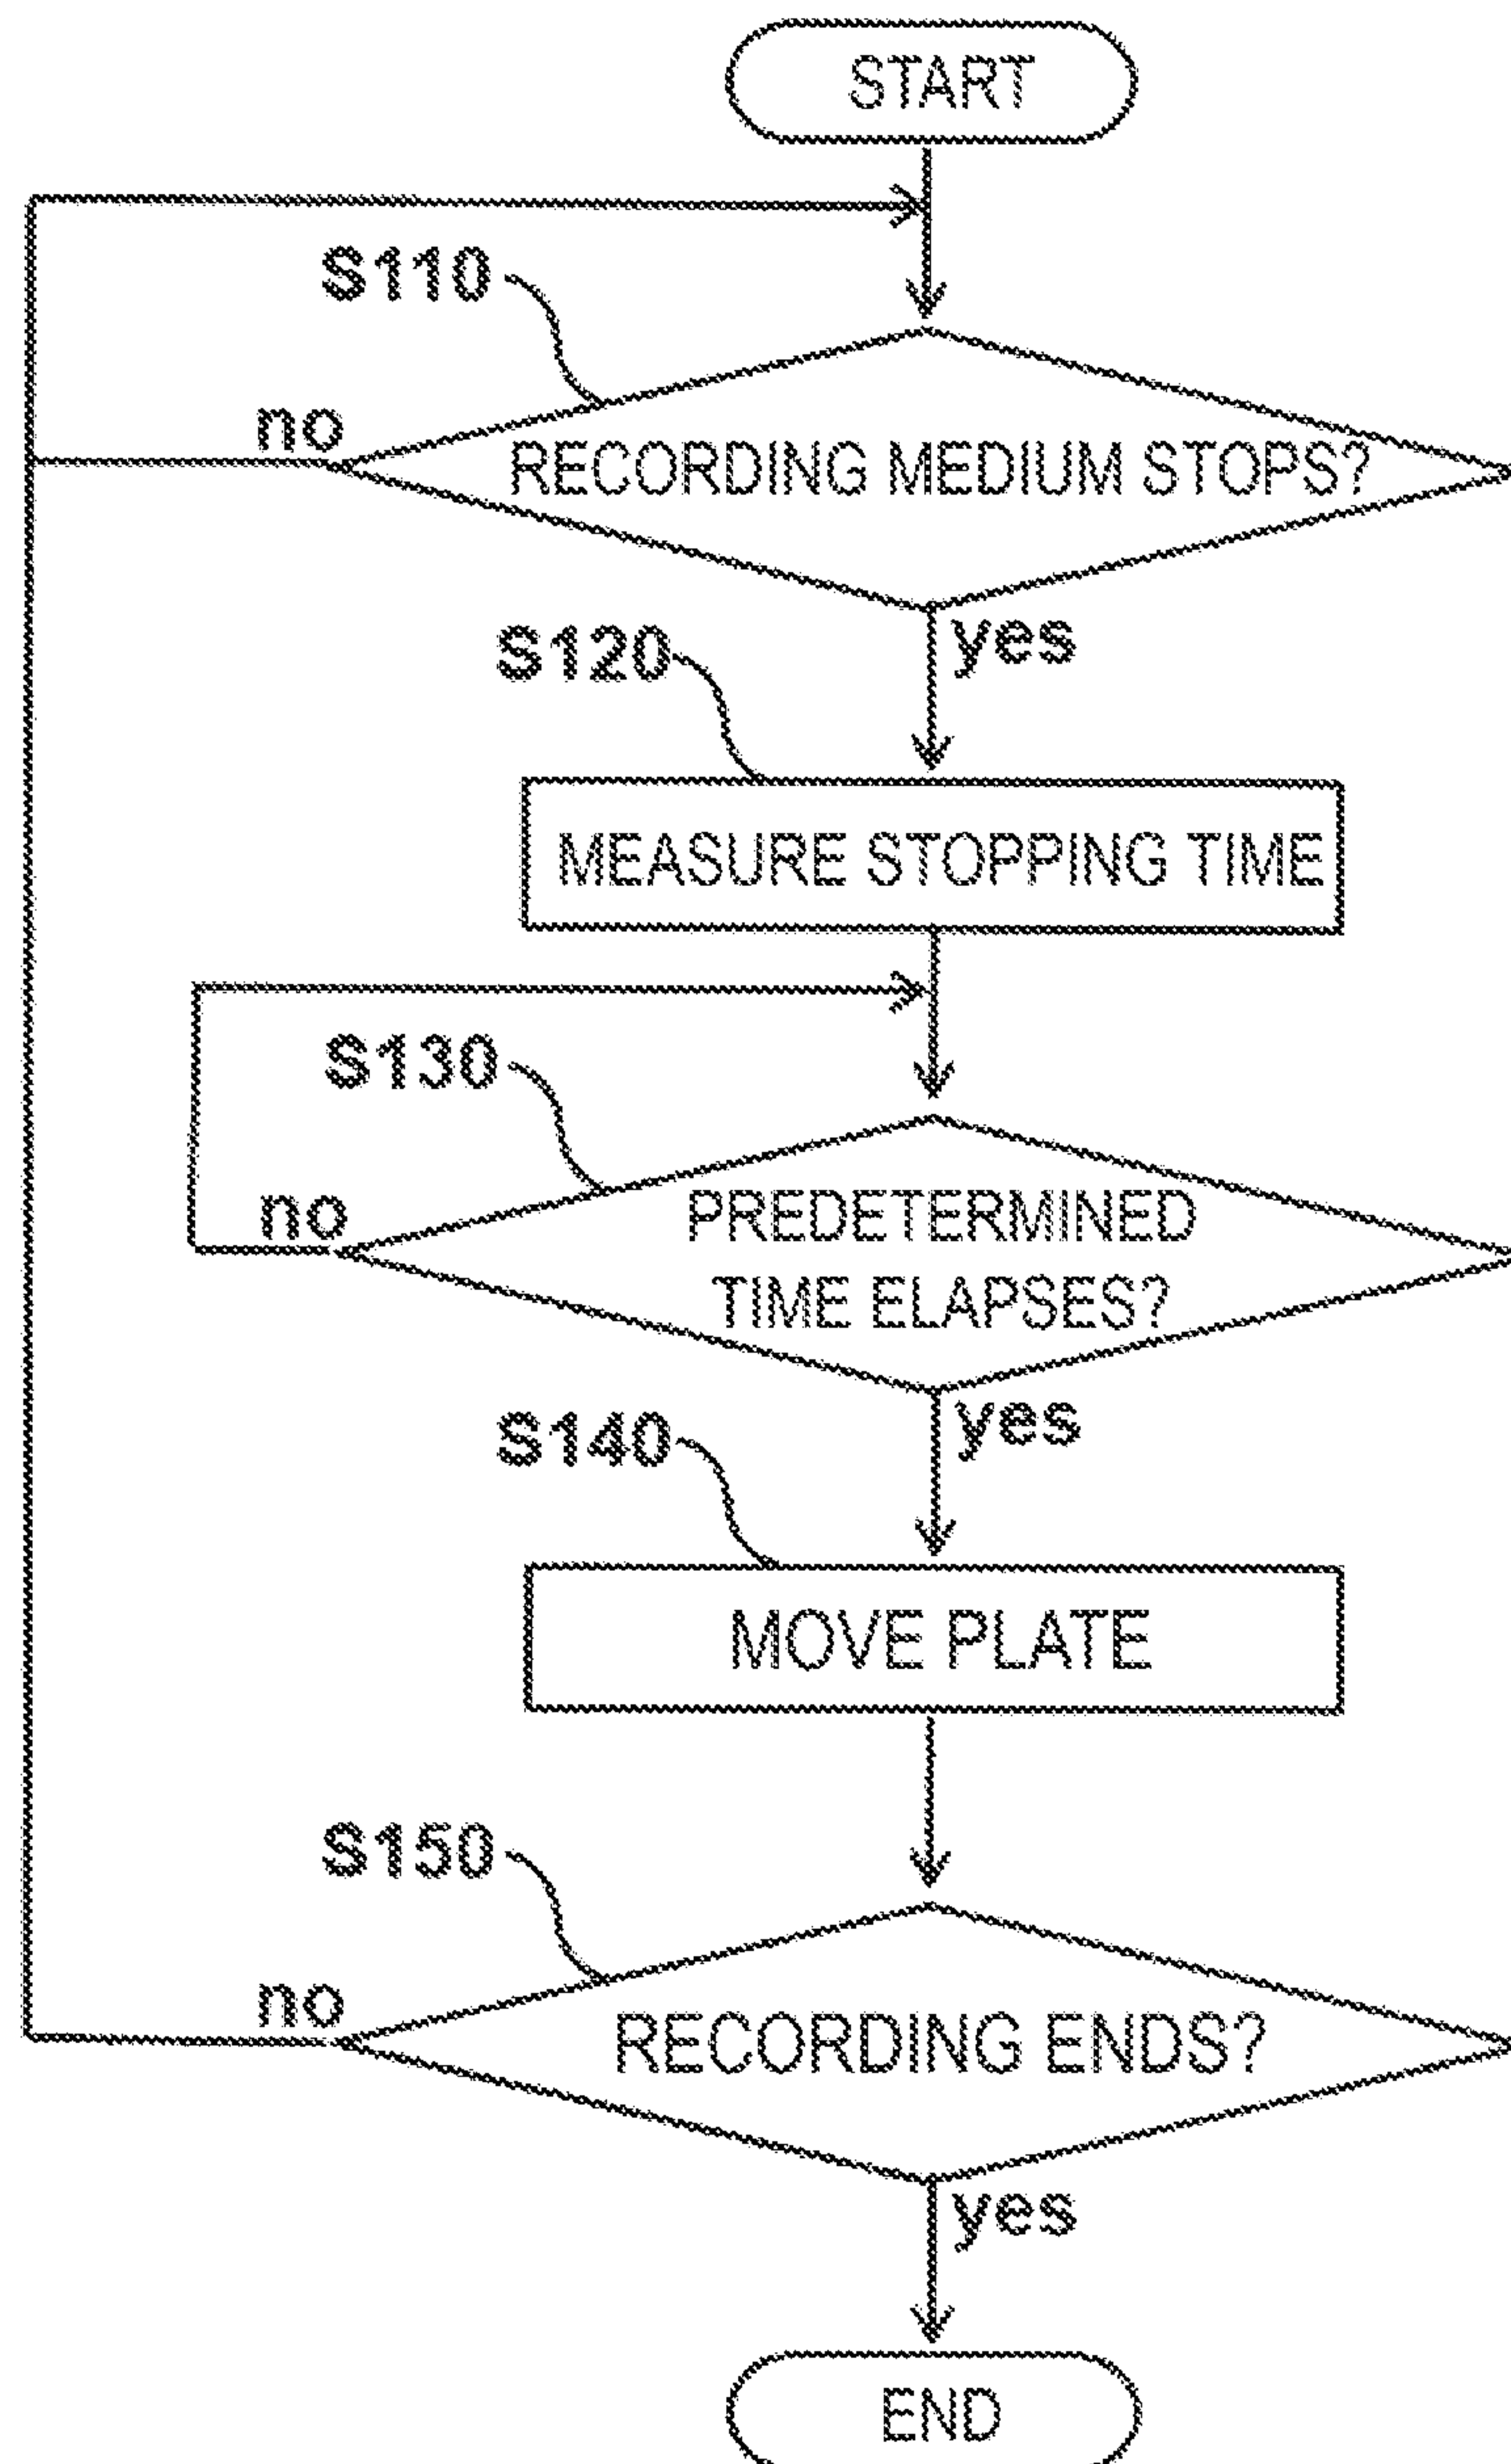 START
S110
no
RECORDING MEDIUM STOPS?
yes
S120
MEASURE STOPPING TIME
S130
no
PREDETERMINED
TIME ELAPSES?
yes
S140
MOVE PLATE
S150
no
RECORDING ENDS?
yes
END